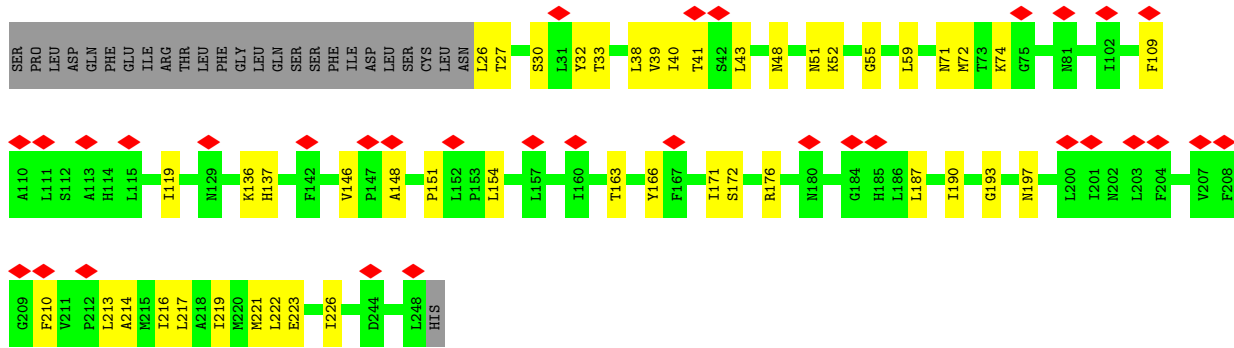 SER PRO LEU ASP GLN PHE GLU ILE ARG THR LEU PHE GLY LEU GLN SER SER PHE ILE ASP LEU SER CYS LEU ASN L26 T27 S30 L31 Y32 T33 L38 V39 I40 T41 S42 L43 N48 N51 K52 G55 L59 N71 M72 T73 K74 G75 N81 I102 F109
A110 L111 S112 A113 H114 L115 I119 N129 K136 H137 F142 V146 P147 A148 P151 L152 P153 L154 L157 I160 T163 Y166 F167 I171 S172 R176 N180 G184 H185 L186 L187 I190 G193 N197 L200 I201 N202 L203 F204 V207 F208
G209 F210 V211 P212 L213 A214 M215 I216 L217 A218 I219 M220 M221 L222 E223 I226 D244 L248 HIS